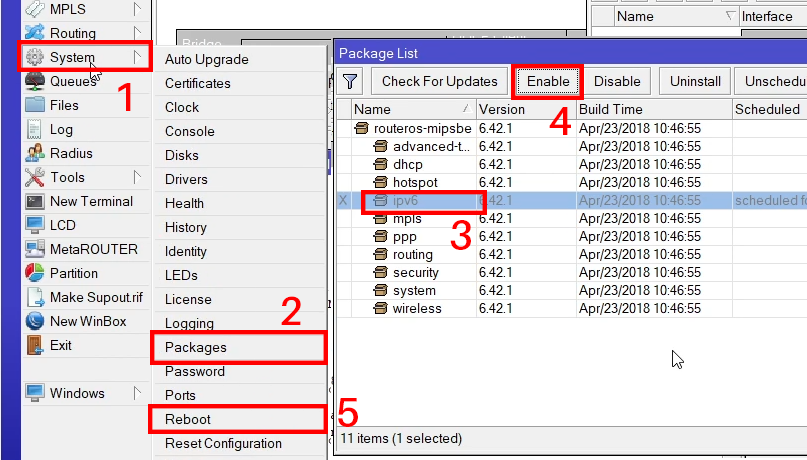 MPLS
Routing
System
Queues
Files
Log
Radius
Tools
New Terminal
LCD
MetaROUTER
Partition
Make Supout.rif
New WinBox
Exit
Windows
1
Auto Upgrade
Certificates
Clock
Console
Disks
Drivers
Health
History
Identity
LEDs
License
Logging
Packages
Password
Ports
Reboot
Reset Configuration
2
5
Bridge
Name Interface
Package List
Check For Updates Enable Disable Uninstall Unschedu
4
Name Version Build Time Scheduled
routeros-mipsbe 6.42.1 Apr/23/2018 10:46:55
advanced-t... 6.42.1 Apr/23/2018 10:46:55
dhcp 6.42.1 Apr/23/2018 10:46:55
hotspot 6.42.1 Apr/23/2018 10:46:55
X ipv6 6.42.1 Apr/23/2018 10:46:55 scheduled fo
mpls 6.42.1 Apr/23/2018 10:46:55
3
ppp 6.42.1 Apr/23/2018 10:46:55
routing 6.42.1 Apr/23/2018 10:46:55
security 6.42.1 Apr/23/2018 10:46:55
system 6.42.1 Apr/23/2018 10:46:55
wireless 6.42.1 Apr/23/2018 10:46:55
11 items (1 selected)